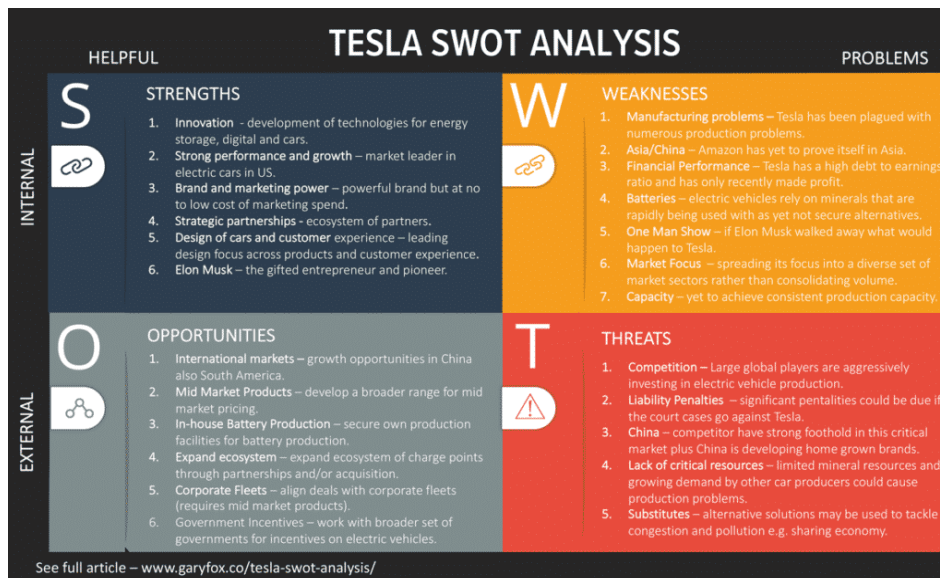 TESLA SWOT ANALYSIS
HELPFUL
PROBLEMS
INTERNAL
S
STRENGTHS
1. Innovation - development of technologies for energy
storage, digital and cars.
2. Strong performance and growth – market leader in
electric cars in US.
3. Brand and marketing power – powerful brand but at no
to low cost of marketing spend.
4. Strategic partnerships - ecosystem of partners.
5. Design of cars and customer experience – leading
design focus across products and customer experience.
6. Elon Musk – the gifted entrepreneur and pioneer.
W
WEAKNESSES
1. Manufacturing problems – Tesla has been plagued with
numerous production problems.
2. Asia/China – Amazon has yet to prove itself in Asia.
3. Financial Performance – Tesla has a high debt to earnings
ratio and has only recently made profit.
4. Batteries – electric vehicles rely on minerals that are
rapidly being used with as yet not secure alternatives.
5. One Man Show – if Elon Musk walked away what would
happen to Tesla.
6. Market Focus – spreading its focus into a diverse set of
market sectors rather than consolidating volume.
7. Capacity – yet to achieve consistent production capacity.
EXTERNAL
O
OPPORTUNITIES
1. International markets – growth opportunities in China
also South America.
2. Mid Market Products – develop a broader range for mid
market pricing.
3. In-house Battery Production – secure own production
facilities for battery production.
4. Expand ecosystem – expand ecosystem of charge points
through partnerships and/or acquisition.
5. Corporate Fleets – align deals with corporate fleets
(requires mid market products).
6. Government Incentives – work with broader set of
governments for incentives on electric vehicles.
T
THREATS
1. Competition – Large global players are aggressively
investing in electric vehicle production.
2. Liability Penalties – significant pentalities could be due if
the court cases go against Tesla.
3. China – competitor have strong foothold in this critical
market plus China is developing home grown brands.
4. Lack of critical resources – limited mineral resources and
growing demand by other car producers could cause
production problems.
5. Substitutes – alternative solutions may be used to tackle
congestion and pollution e.g. sharing economy.
See full article – www.garyfox.co/tesla-swot-analysis/